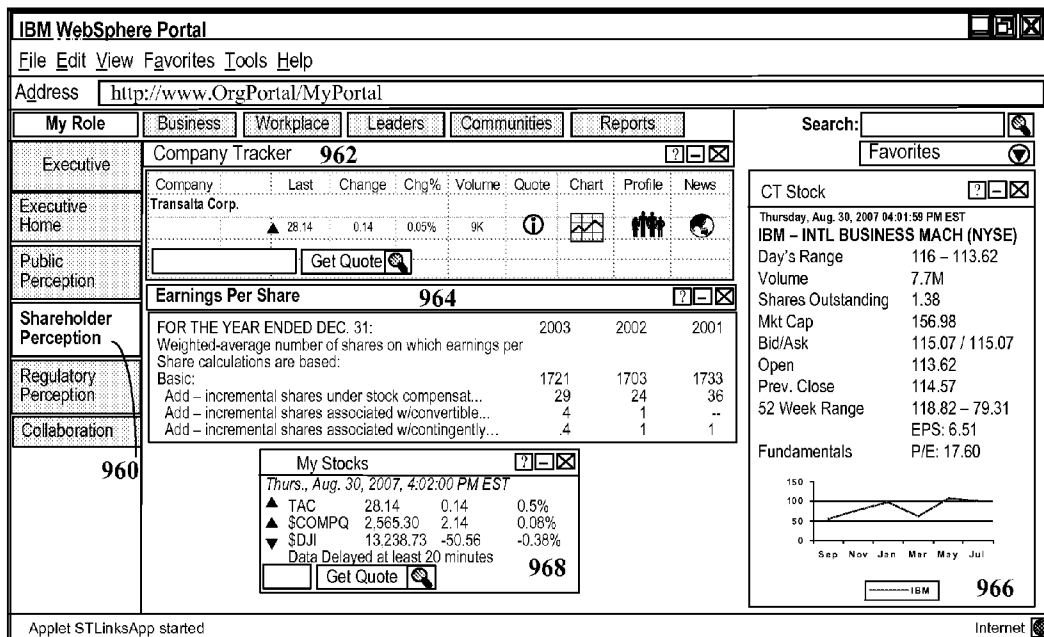 IBM WebSphere Portal
File Edit View Favorites Tools Help
Address http://www.OrgPortal/MyPortal
My Role Business Workplace Leaders Communities Reports Search:
Favorites
Executive
Executive Home
Public Perception
Shareholder Perception
Regulatory Perception
Collaboration
960
Company Tracker 962 ? –
Company Last Change Chg% Volume Quote Chart Profile News
Transalta Corp.
▲ 28.14 0.14 0.05% 9K
Get Quote
Earnings Per Share 964 ? –
FOR THE YEAR ENDED DEC. 31: 2003 2002 2001
Weighted-average number of shares on which earnings per
Share calculations are based:
Basic: 1721 1703 1733
Add – incremental shares under stock compensat... 29 24 36
Add – incremental shares associated w/convertible... 4 1 --
Add – incremental shares associated w/contingently... .4 1 1
My Stocks ? –
Thurs., Aug. 30, 2007, 4:02:00 PM EST
▲ TAC 28.14 0.14 0.5%
▲ $COMPQ 2,565.30 2.14 0.08%
▼ $DJI 13,238.73 -50.56 -0.38%
Data Delayed at least 20 minutes
Get Quote 968
CT Stock ? –
Thursday, Aug. 30, 2007 04:01:59 PM EST
IBM – INTL BUSINESS MACH (NYSE)
Day's Range 116 – 113.62
Volume 7.7M
Shares Outstanding 1.38
Mkt Cap 156.98
Bid/Ask 115.07 / 115.07
Open 113.62
Prev. Close 114.57
52 Week Range 118.82 – 79.31
EPS: 6.51
Fundamentals P/E: 17.60
150
100
50
0
Sep Nov Jan Mar May Jul
IBM 966
Applet STLinksApp started Internet